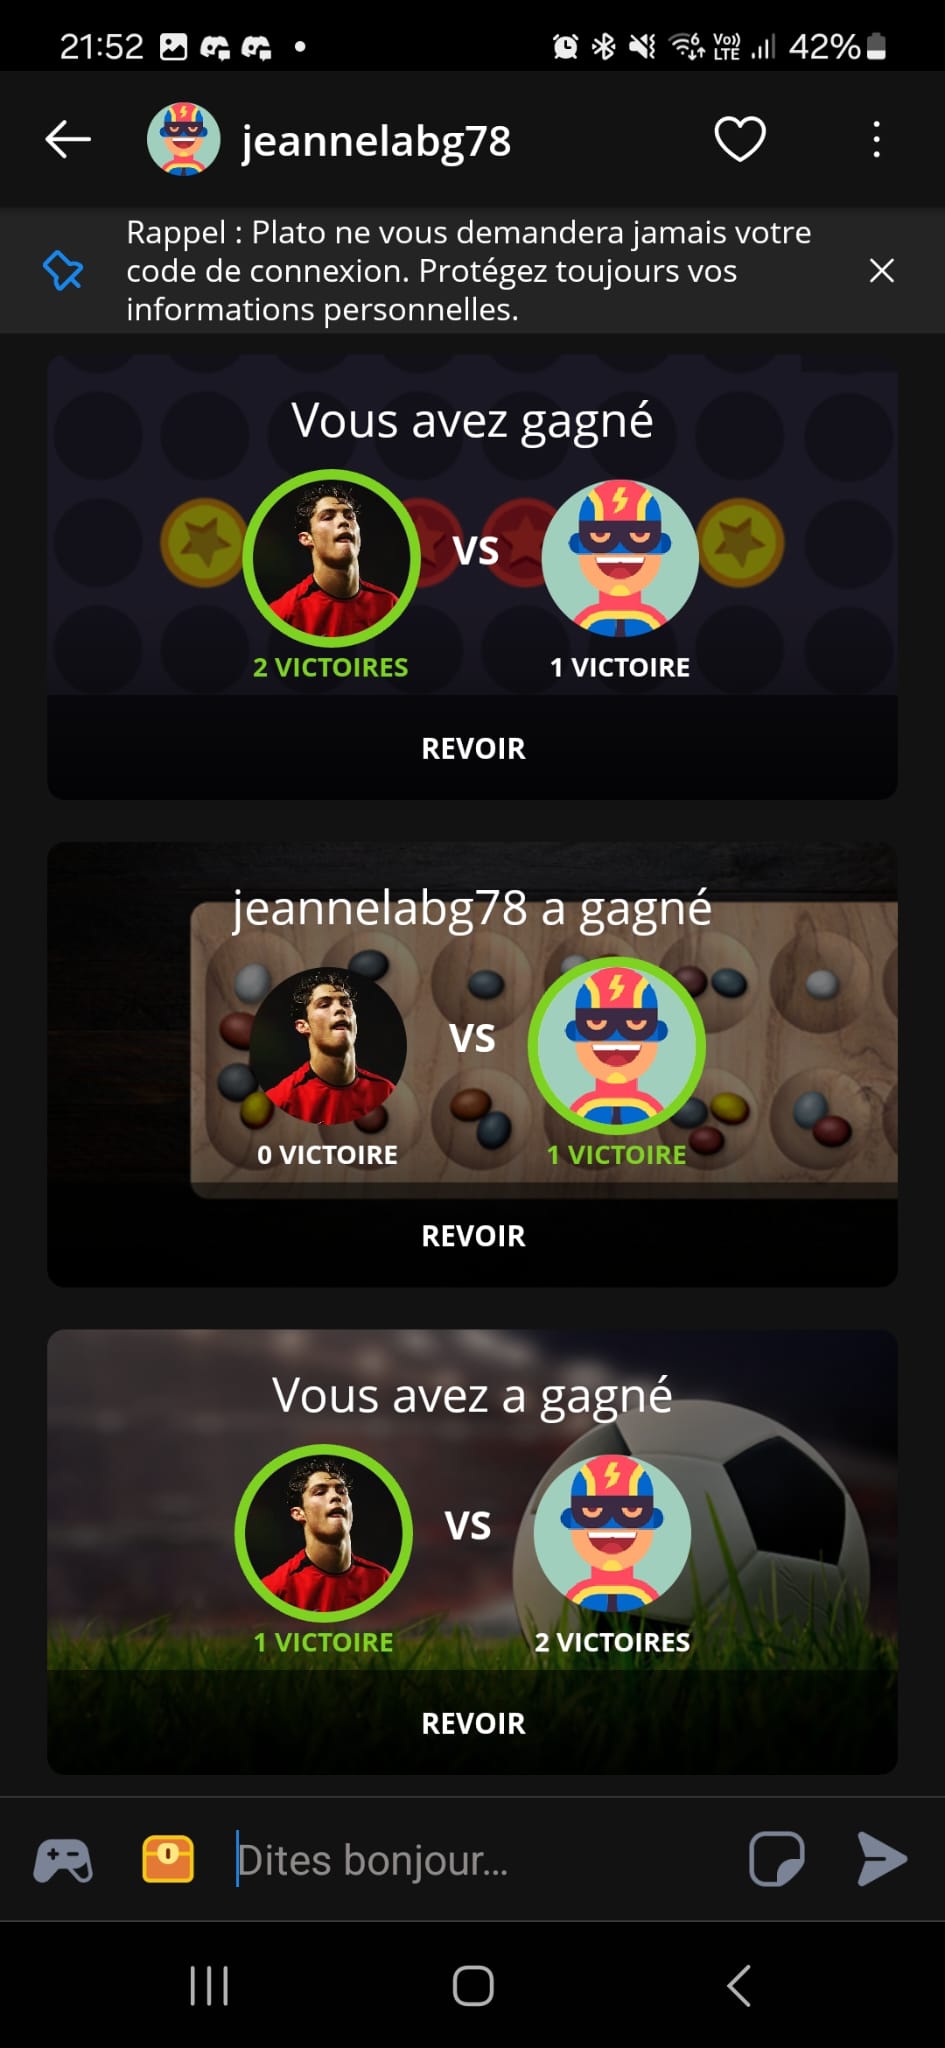 21:52
Vo))
LTE
42%
jeannelabg78
Rappel : Plato ne vous demandera jamais votre
code de connexion. Protégez toujours vos
informations personnelles.
Vous avez gagné
VS
2 VICTOIRES
1 VICTOIRE
REVOIR
jeannelabg78 a gagné
VS
0 VICTOIRE
1 VICTOIRE
REVOIR
Vous avez a gagné
VS
1 VICTOIRE
2 VICTOIRES
REVOIR
Dites bonjour...